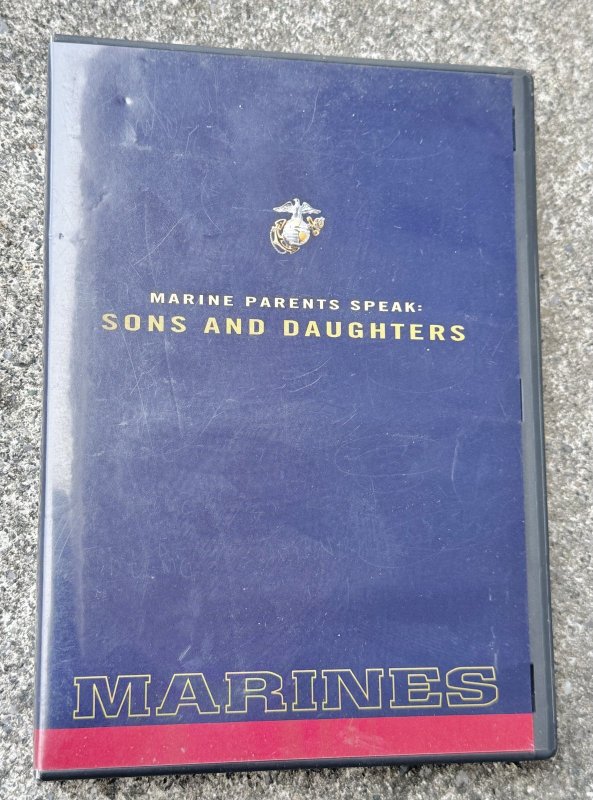 MARINE PARENTS SPEAK:
SONS AND DAUGHTERS
MARINES